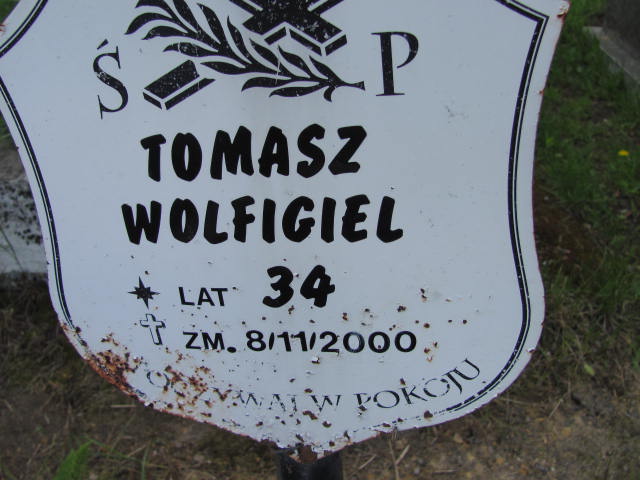 Ś P
TOMASZ
WOLFIGIEL
LAT 34
ZM. 8/11/2000
W POKOJU